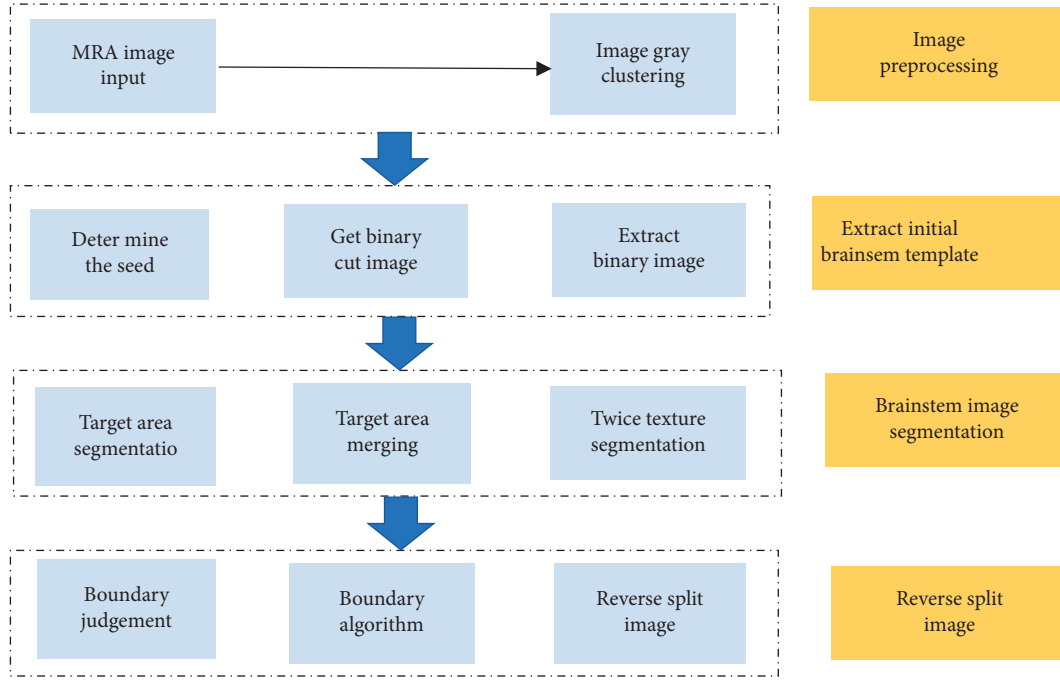 MRA image
input
Image gray
clustering
Image
preprocessing
Deter mine
the seed
Get binary
cut image
Extract
binary image
Extract initial
brainsem template
Target area
segmentatio
Target area
merging
Twice texture
segmentation
Brainstem image
segmentation
Boundary
judgement
Boundary
algorithm
Reverse split
image
Reverse split
image